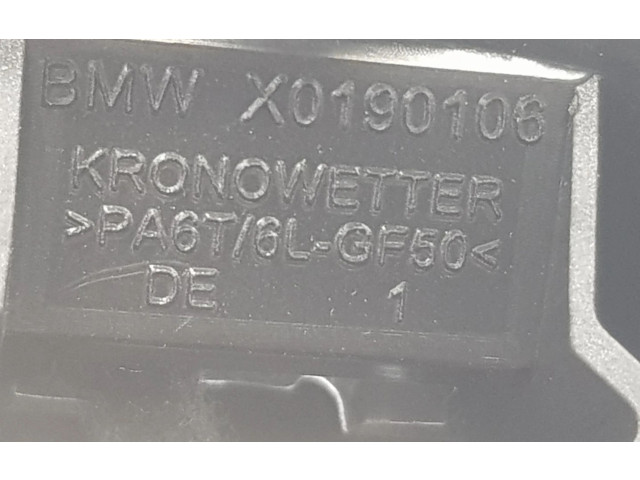 BMW X0190106
KRONOWETTER
>PA6T/6L-GF50<
DE 1